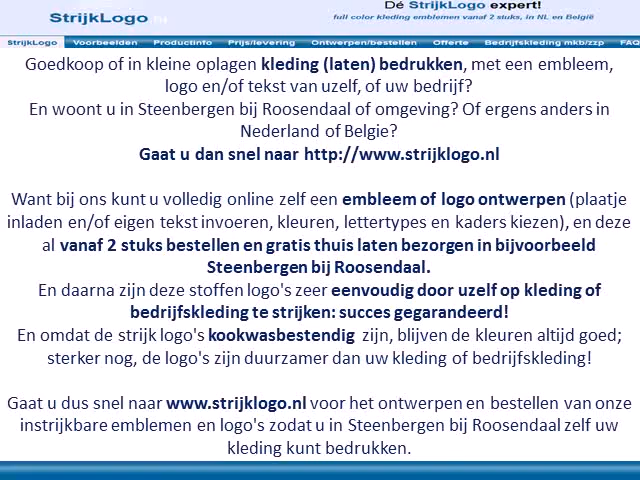 Dé StrijkLogo expert!
StrijkLogo
full color kleding emblemen vanaf 2 stuks, in NL en België
StrijkLogo Voorbeelden Productinfo Prijs/levering Ontwerpen/bestellen Offerte Bedrijfskleding mkb/zzp FAQ
Goedkoop of in kleine oplagen kleding (laten) bedrukken, met een embleem,
logo en/of tekst van uzelf, of uw bedrijf?
En woont u in Steenbergen bij Roosendaal of omgeving? Of ergens anders in
Nederland of Belgie?
Gaat u dan snel naar http://www.strijklogo.nl
Want bij ons kunt u volledig online zelf een embleem of logo ontwerpen (plaatje
inladen en/of eigen tekst invoeren, kleuren, lettertypes en kaders kiezen), en deze
al vanaf 2 stuks bestellen en gratis thuis laten bezorgen in bijvoorbeeld
Steenbergen bij Roosendaal.
En daarna zijn deze stoffen logo's zeer eenvoudig door uzelf op kleding of
bedrijfskleding te strijken: succes gegarandeerd!
En omdat de strijk logo's kookwasbestendig zijn, blijven de kleuren altijd goed;
sterker nog, de logo's zijn duurzamer dan uw kleding of bedrijfskleding!
Gaat u dus snel naar www.strijklogo.nl voor het ontwerpen en bestellen van onze
instrijkbare emblemen en logo's zodat u in Steenbergen bij Roosendaal zelf uw
kleding kunt bedrukken.